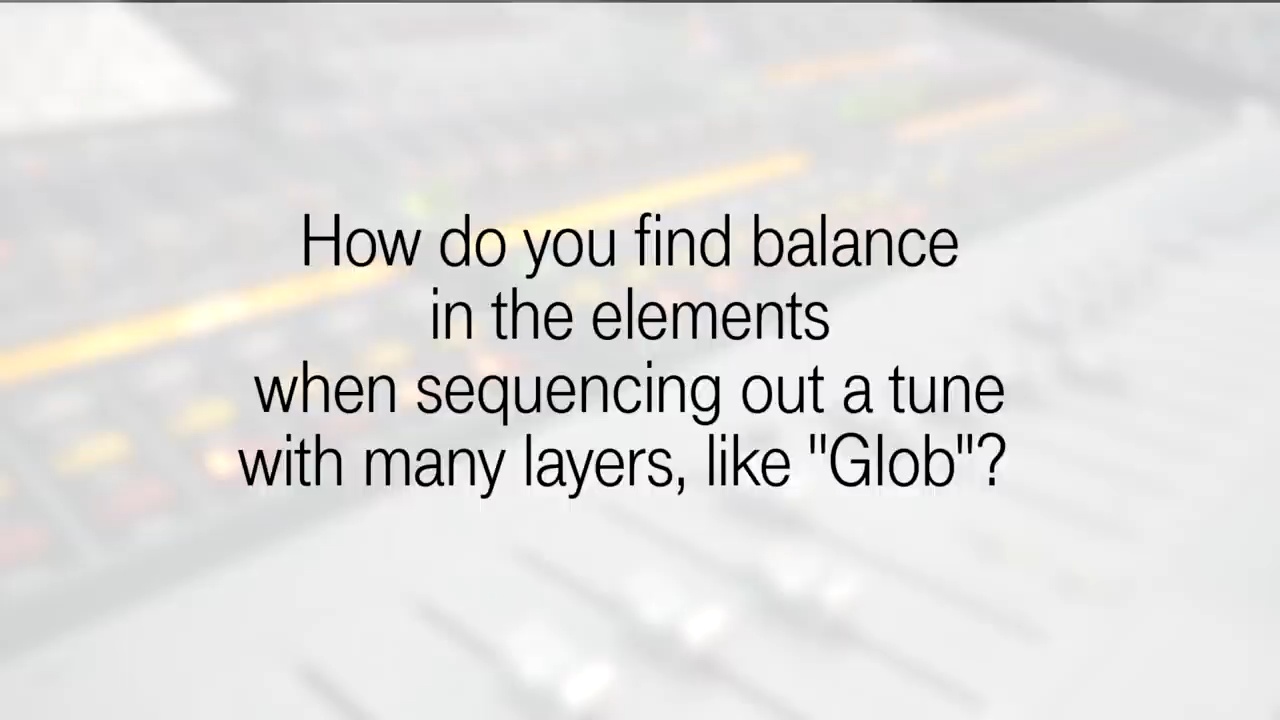 How do you find balance
in the elements
when sequencing out a tune
with many layers, like "Glob"?